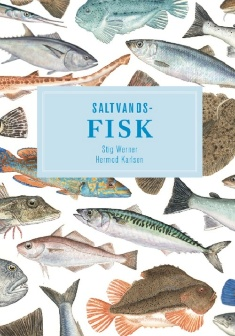 SALTVANDS-
FISK
Stig Werner
Hermod Karlsen